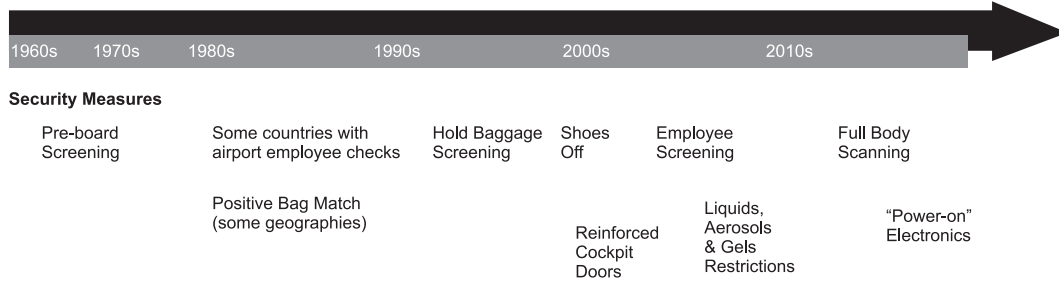 1960s 1970s 1980s 1990s 2000s 2010s
Security Measures
Pre-board
Screening
Some countries with
airport employee checks
Hold Baggage
Screening
Shoes
Off
Employee
Screening
Full Body
Scanning
Positive Bag Match
(some geographies)
Reinforced
Cockpit
Doors
Liquids,
Aerosols
& Gels
Restrictions
“Power-on”
Electronics